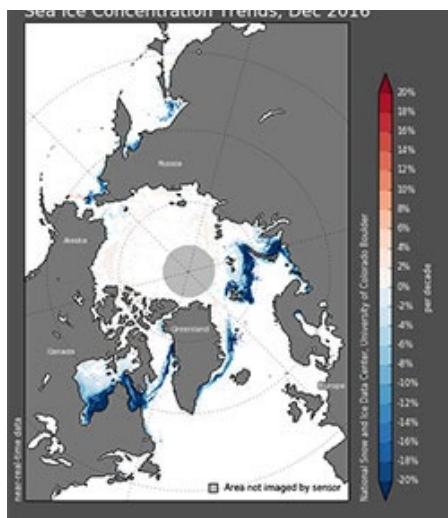 Sea Ice Concentration Trends, Dec 2016
Russia
Alaska
Greenland
Canada
Europe
near-real-time data
Area not imaged by sensor
20%
18%
16%
14%
12%
10%
8%
6%
4%
2%
0%
-2%
-4%
-6%
-8%
-10%
-12%
-14%
-16%
-18%
-20%
per decade
National Snow and Ice Data Center, University of Colorado Boulder